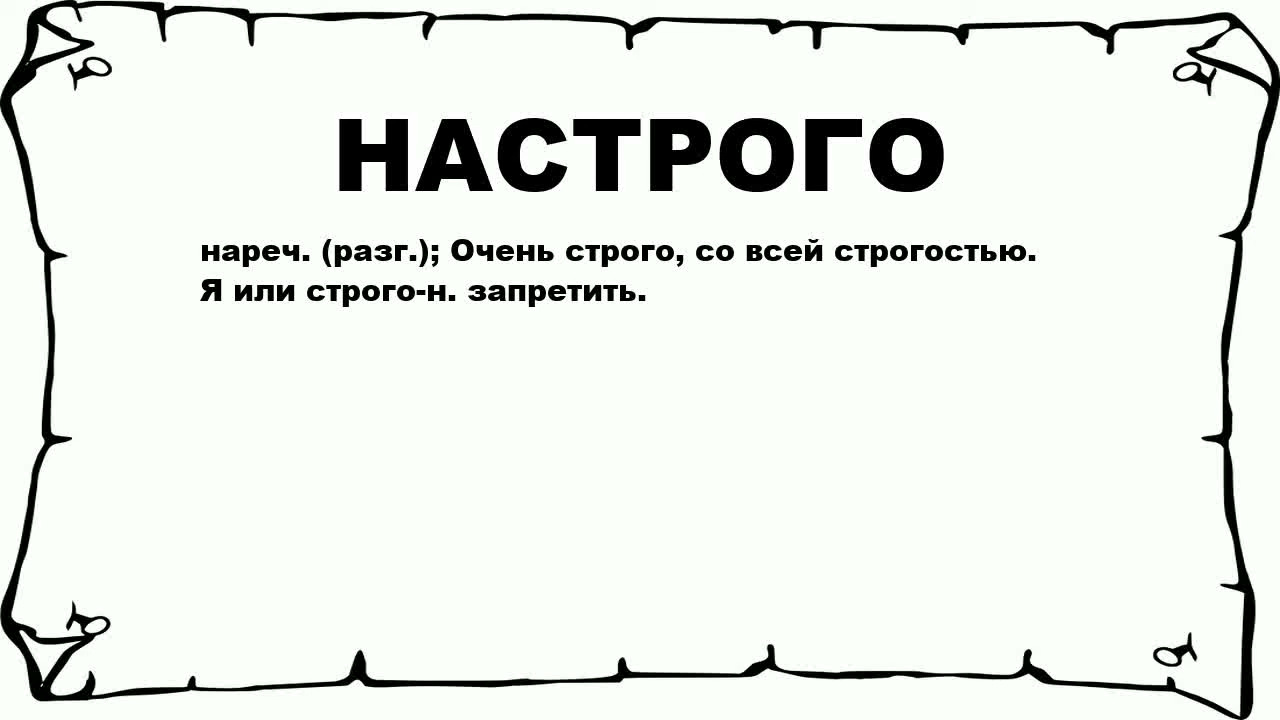 НАСТРОГО
нареч. (разг.); Очень строго, со всей строгостью.
Я или строго-н. запретить.